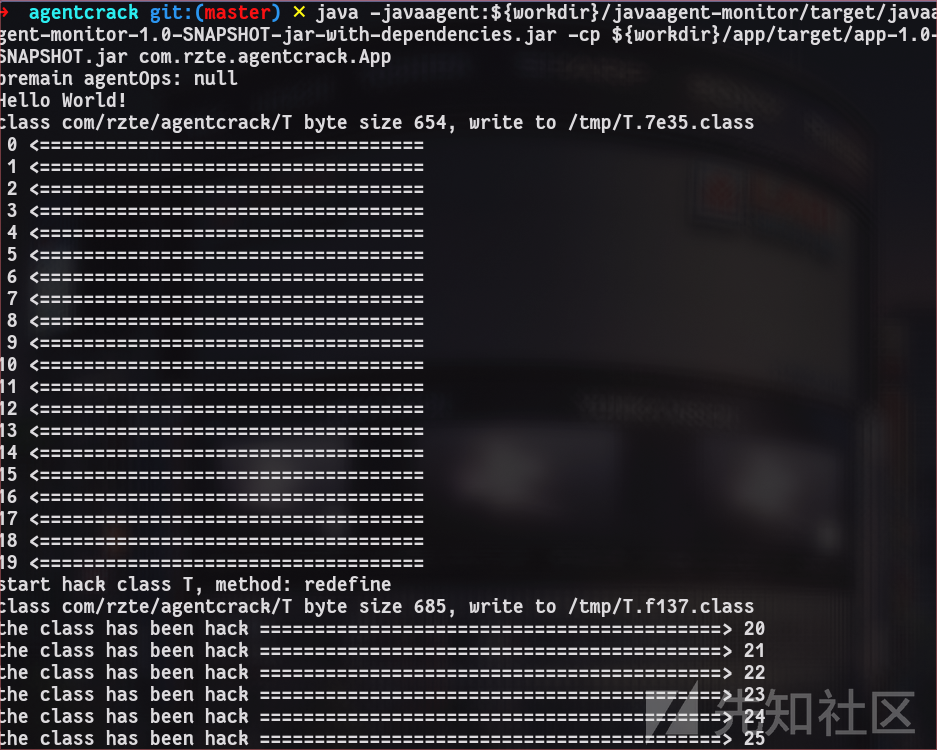 ➜  agentcrack git:(master) ✗ java -javaagent:${workdir}/javaagent-monitor/target/javaa
gent-monitor-1.0-SNAPSHOT-jar-with-dependencies.jar -cp ${workdir}/app/target/app-1.0-
SNAPSHOT.jar com.rzte.agentcrack.App
premain agentOps: null
Hello World!
class com/rzte/agentcrack/T byte size 654, write to /tmp/T.7e35.class
0 <===================================
1 <===================================
2 <===================================
3 <===================================
4 <===================================
5 <===================================
6 <===================================
7 <===================================
8 <===================================
9 <===================================
10 <===================================
11 <===================================
12 <===================================
13 <===================================
14 <===================================
15 <===================================
16 <===================================
17 <===================================
18 <===================================
19 <===================================
start hack class T, method: redefine
class com/rzte/agentcrack/T byte size 685, write to /tmp/T.f137.class
the class has been hack ==========================================> 20
the class has been hack ==========================================> 21
the class has been hack ==========================================> 22
the class has been hack ==========================================> 23
the class has been hack ==========================================> 24
the class has been hack ==========================================> 25
先知社区